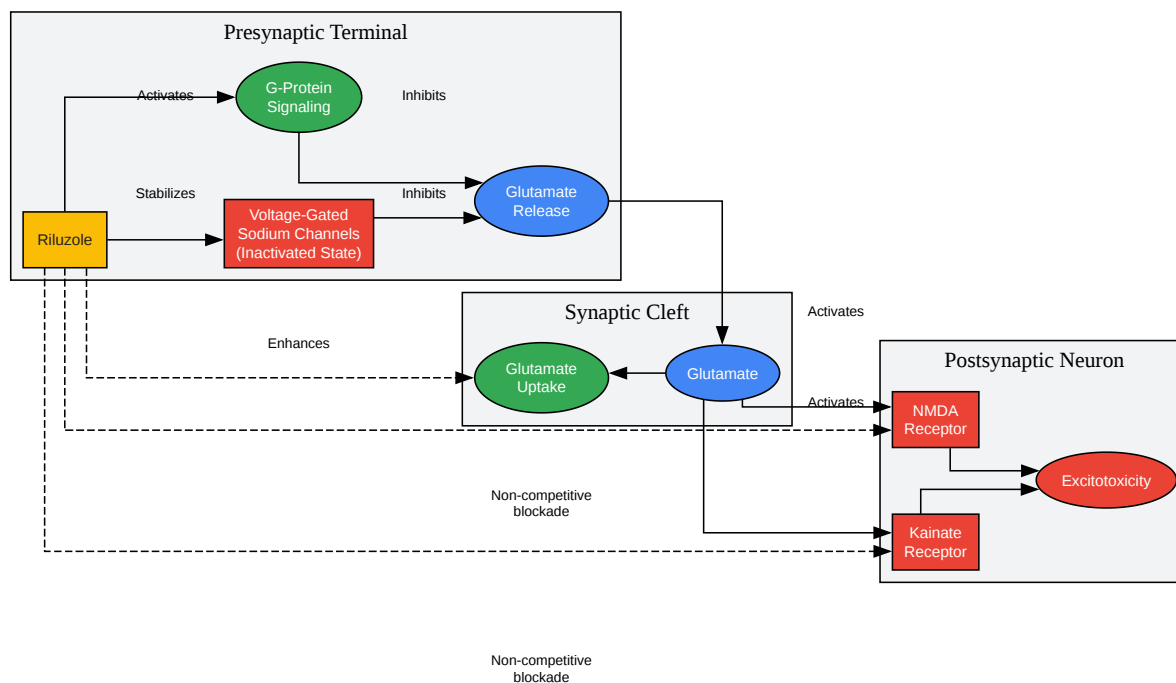 Presynaptic Terminal
G-Protein
Signaling
Activates
Inhibits
Stabilizes
Inhibits
Glutamate
Release
Voltage-Gated
Sodium Channels
(Inactivated State)
Riluzole
Synaptic Cleft
Activates
Enhances
Glutamate
Uptake
Glutamate
Postsynaptic Neuron
Activates
NMDA
Receptor
Excitotoxicity
Non-competitive
blockade
Kainate
Receptor
Non-competitive
blockade